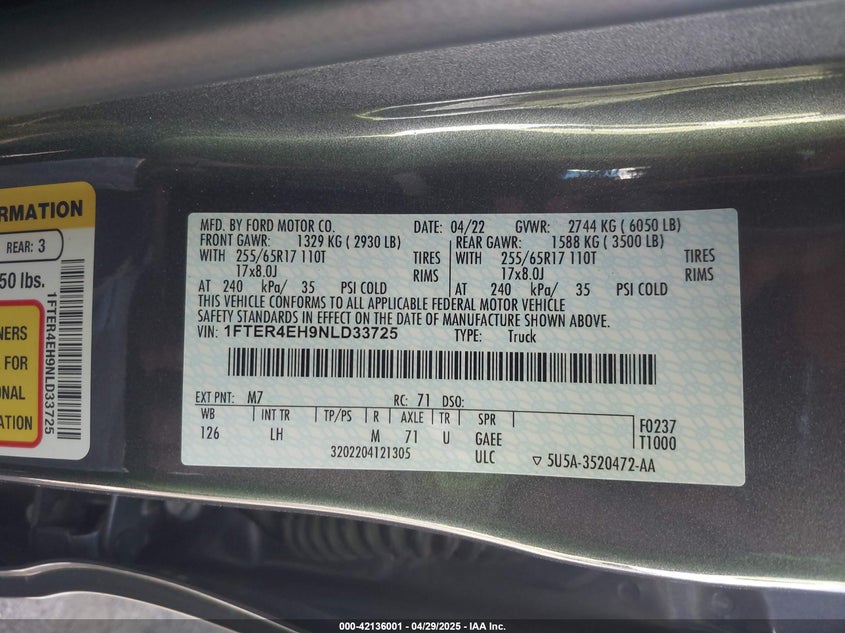 RMATION
REAR: 3
50 lbs.
NERS
FOR
ONAL
ATION
1FTER4EH9NLD33725
MFD. BY FORD MOTOR CO. DATE: 04/22 GVWR: 2744 KG ( 6050 LB)
FRONT GAWR: 1329 KG ( 2930 LB) REAR GAWR: 1588 KG ( 3500 LB)
WITH 255/65R17 110T TIRES WITH 255/65R17 110T TIRES
17x8.0J RIMS 17x8.0J RIMS
AT 240 kPa/ 35 PSI COLD AT 240 kPa/ 35 PSI COLD
THIS VEHICLE CONFORMS TO ALL APPLICABLE FEDERAL MOTOR VEHICLE
SAFETY STANDARDS IN EFFECT ON THE DATE OF MANUFACTURE SHOWN ABOVE.
VIN: 1FTER4EH9NLD33725 TYPE: Truck
EXT PNT: M7 RC: 71 DSO:
WB INT TR TP/PS R AXLE TR SPR
126 LH M 71 U GAEE
F0237
T1000
3202204121305 ULC ▽ 5U5A-3520472-AA
000-42136001 - 04/29/2025 - IAA Inc.